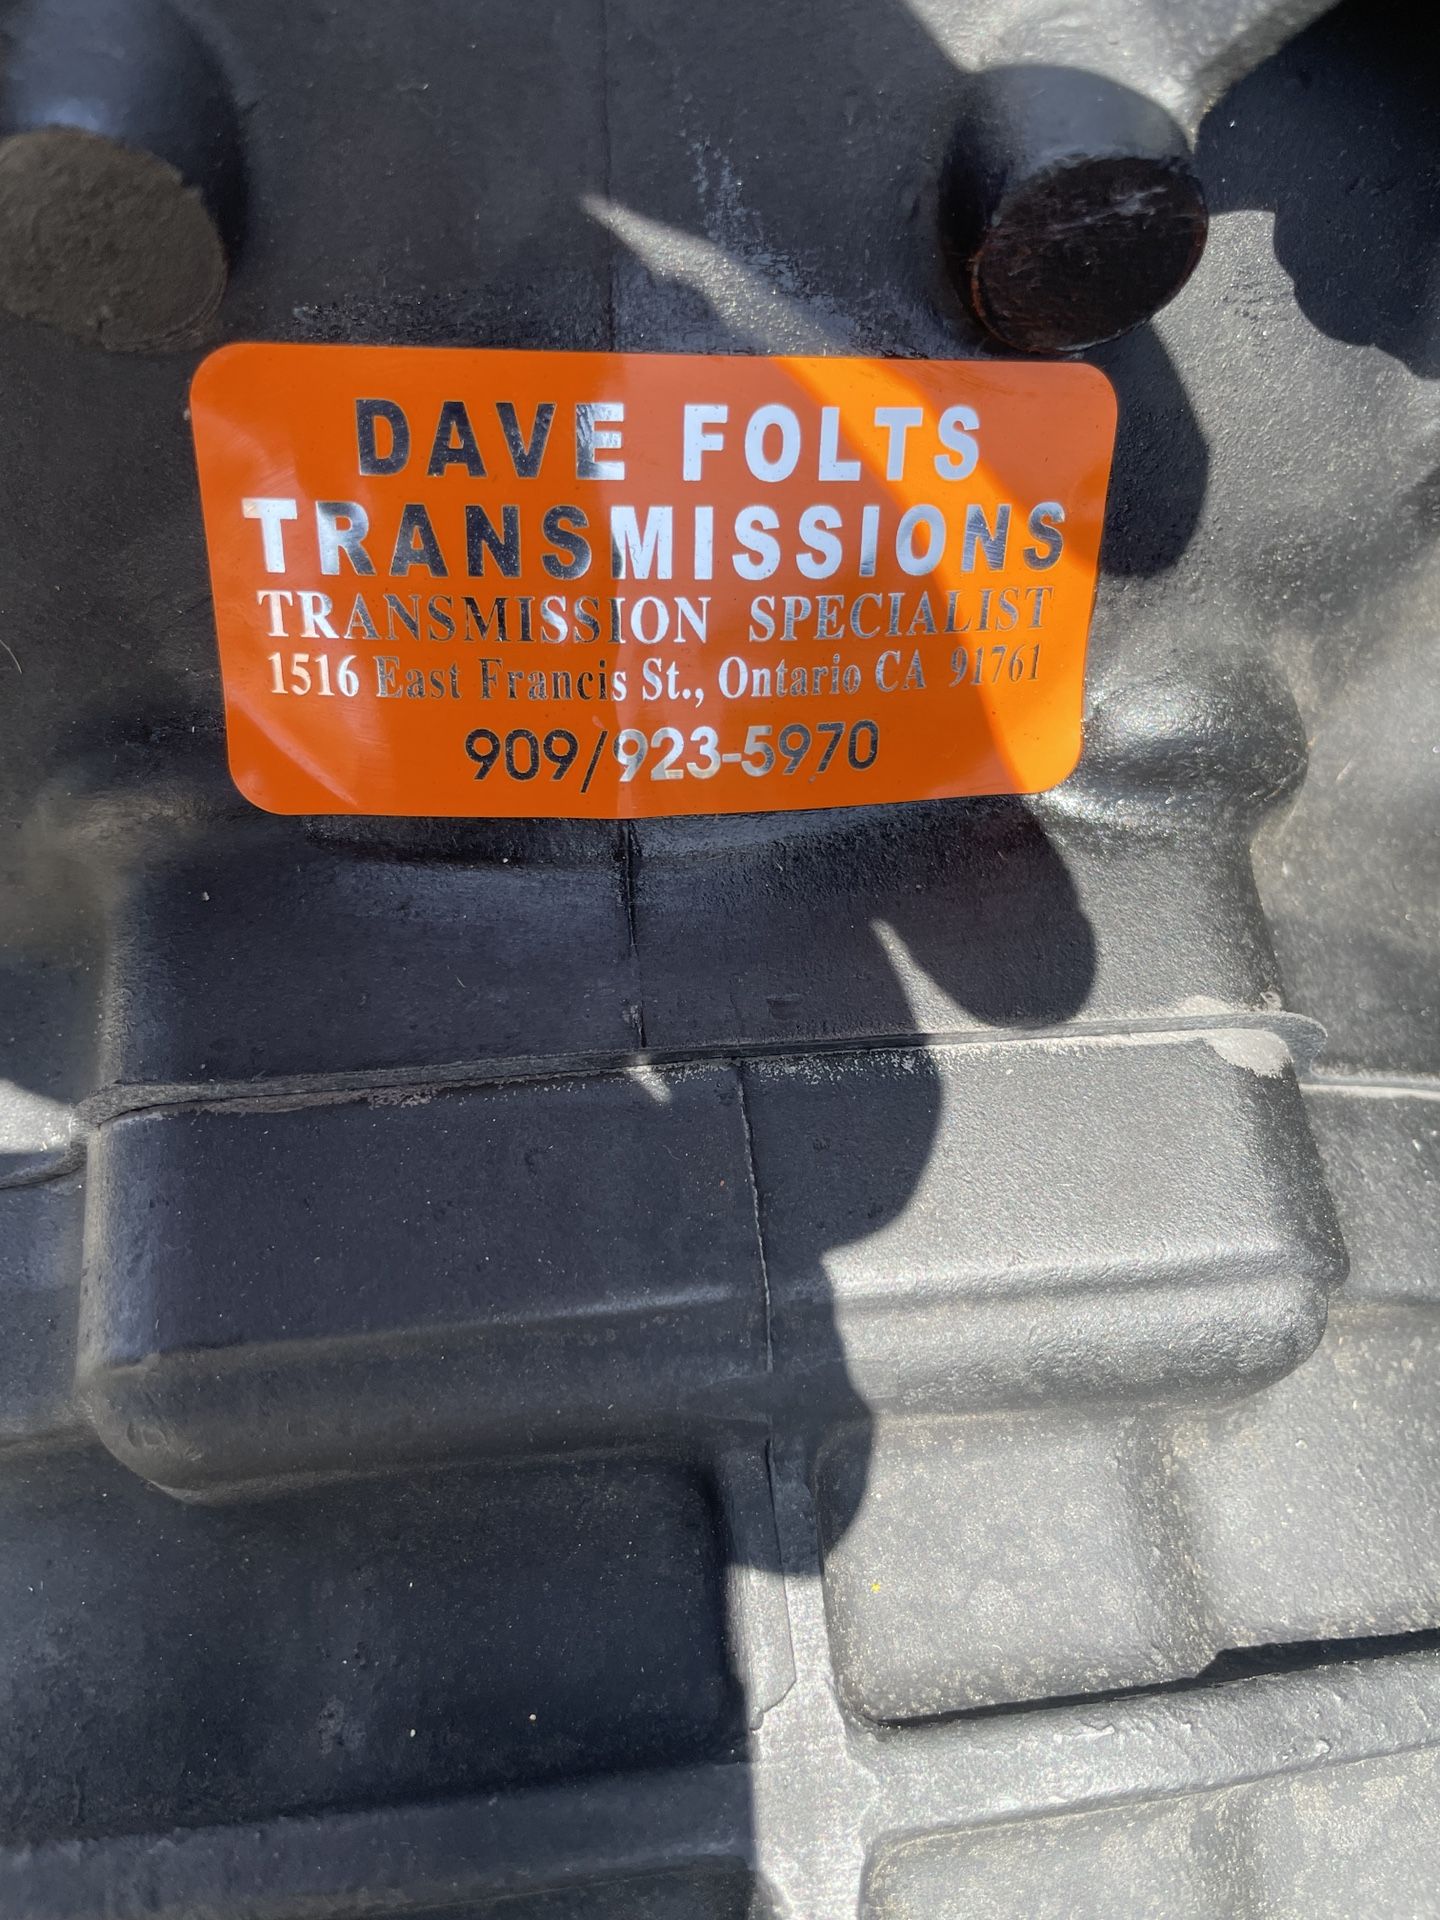 DAVE FOLTS
TRANSMISSIONS
TRANSMISSION SPECIALIST
1516 East Francis St., Ontario CA 91761
909/923-5970